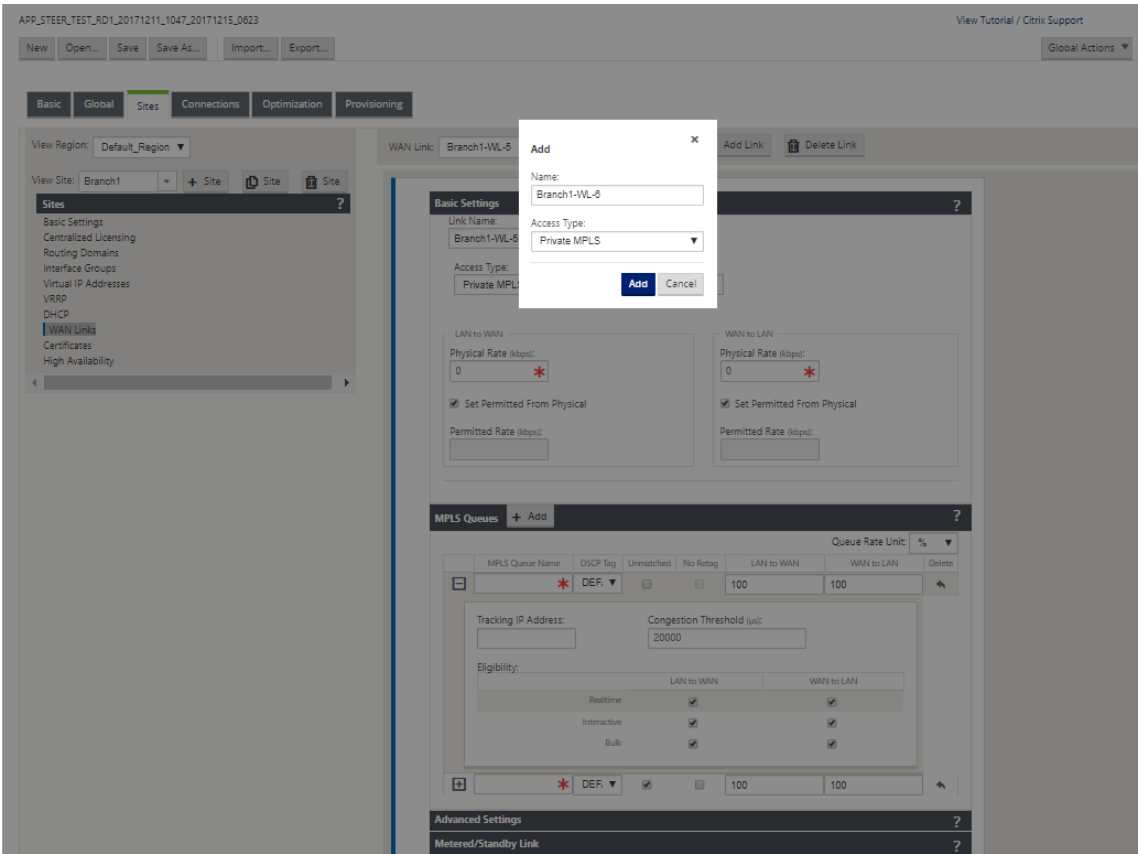 APP_STEER_TEST_RD1_20171211_1047_20171215_0623
View Tutorial / Citrix Support
New Open... Save Save As... Import... Export... Global Actions
Basic Global Sites Connections Optimization Provisioning
View Region: Default_Region
WAN Link: Branch1-WL-5 Add Link Delete Link
Add
Name:
Branch1-WL-6
Access Type:
Private MPLS
Add Cancel
View Site: Branch1 + Site Site Site
Sites ?
Basic Settings
Centralized Licensing
Routing Domains
Interface Groups
Virtual IP Addresses
VRRP
DHCP
WAN Links
Certificates
High Availability
Basic Settings ?
Link Name:
Branch1-WL-5
Access Type:
Private MPL
LAN to WAN WAN to LAN
Physical Rate (kbps): Physical Rate (kbps):
0 * 0 *
Set Permitted From Physical Set Permitted From Physical
Permitted Rate (kbps): Permitted Rate (kbps):
MPLS Queues + Add ?
Queue Rate Unit: %
MPLS Queue Name DSCP Tag Unmatched No Retag LAN to WAN WAN to LAN Delete
* DEF. 100 100
Tracking IP Address: Congestion Threshold (µs):
20000
Eligibility:
LAN to WAN WAN to LAN
Realtime
Interactive
Bulk
* DEF. 100 100
Advanced Settings ?
Metered/Standby Link ?